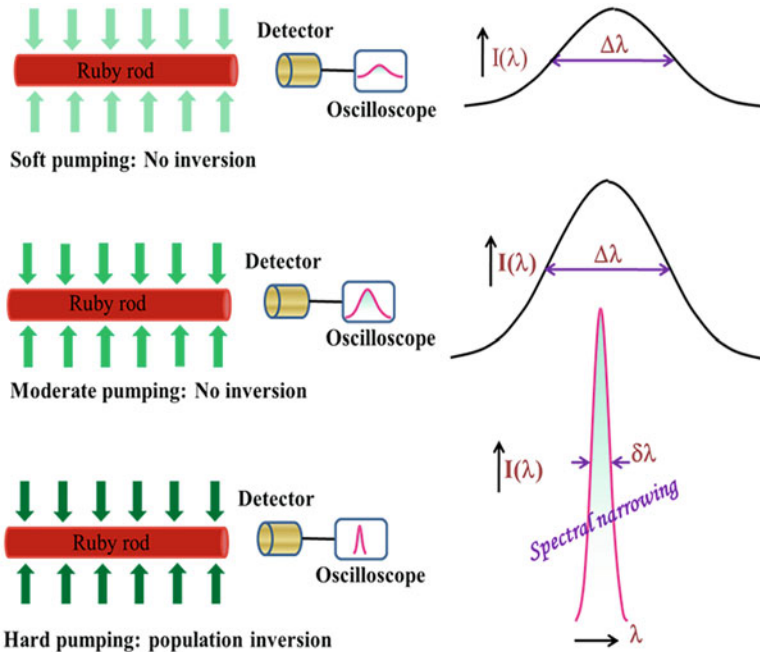 Detector
Ruby rod
Oscilloscope
I(λ)
Δλ
Soft pumping: No inversion
Detector
Ruby rod
Oscilloscope
I(λ)
Δλ
Moderate pumping: No inversion
Detector
Ruby rod
Oscilloscope
I(λ)
δλ
Spectral narrowing
λ
Hard pumping: population inversion